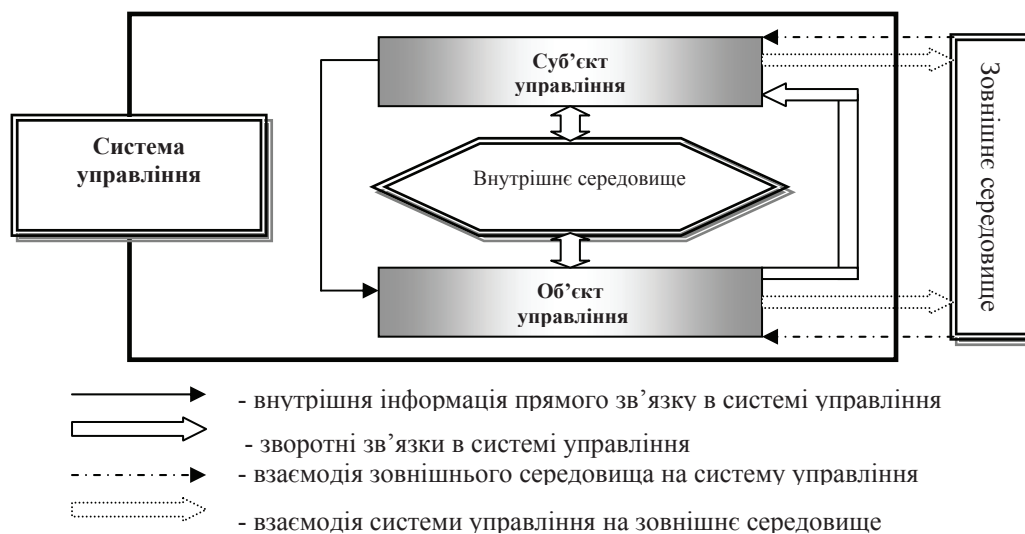 Суб’єкт
управління
Система
управління
Внутрішнє середовище
Об’єкт
управління
Зовнішнє середовище
- внутрішня інформація прямого зв’язку в системі управління
- зворотні зв’язки в системі управління
- взаємодія зовнішнього середовища на систему управління
- взаємодія системи управління на зовнішнє середовище